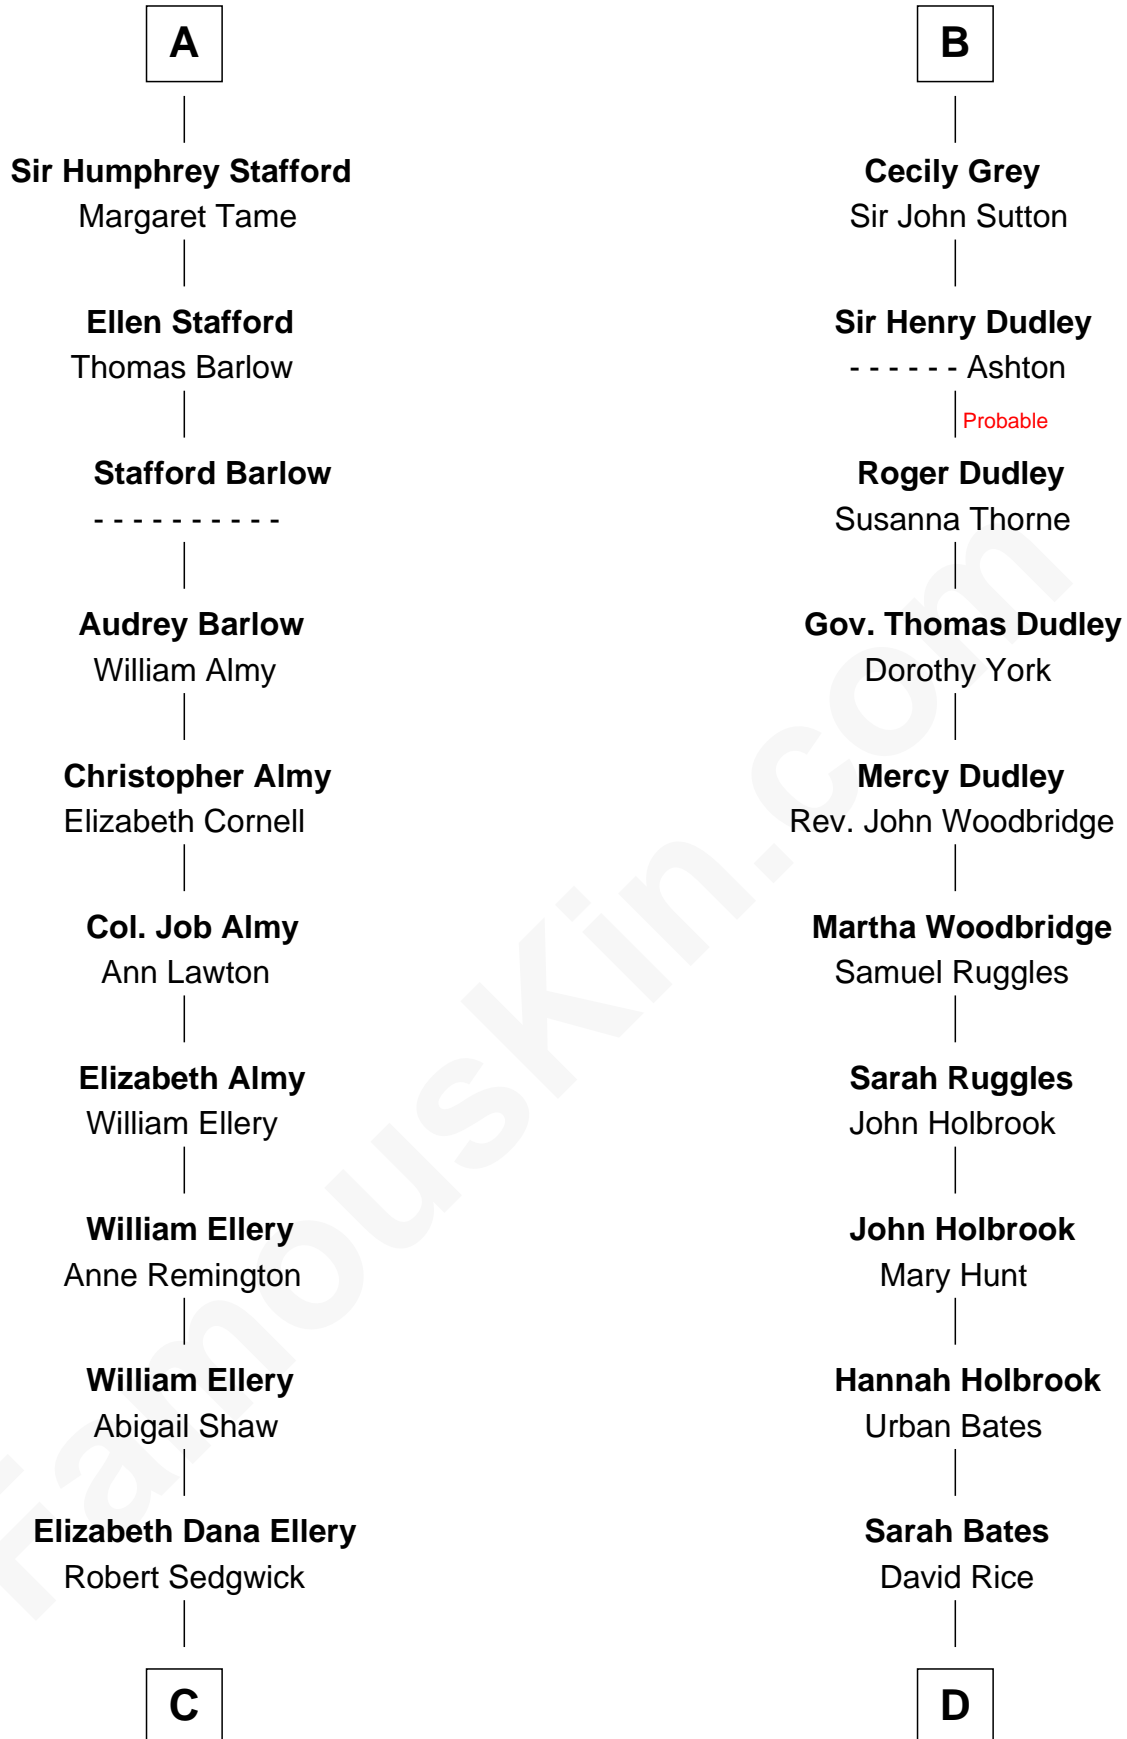 A
Sir Humphrey Stafford
Margaret Tame
Ellen Stafford
Thomas Barlow
Stafford Barlow
- - - - - - - - - -
Audrey Barlow
William Almy
Christopher Almy
Elizabeth Cornell
Col. Job Almy
Ann Lawton
Elizabeth Almy
William Ellery
William Ellery
Anne Remington
William Ellery
Abigail Shaw
Elizabeth Dana Ellery
Robert Sedgwick
C
B
Cecily Grey
Sir John Sutton
Sir Henry Dudley
- - - - - - Ashton
Probable
Roger Dudley
Susanna Thorne
Gov. Thomas Dudley
Dorothy York
Mercy Dudley
Rev. John Woodbridge
Martha Woodbridge
Samuel Ruggles
Sarah Ruggles
John Holbrook
John Holbrook
Mary Hunt
Hannah Holbrook
Urban Bates
Sarah Bates
David Rice
D
FamousKin.com